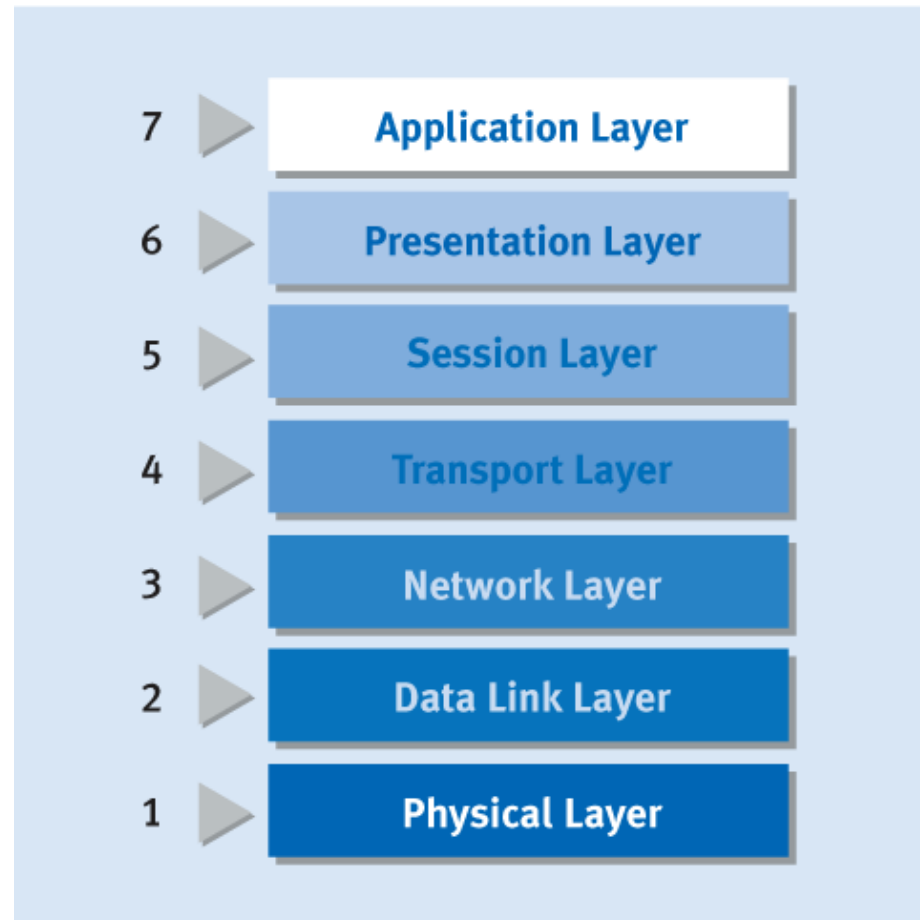 7 Application Layer
6 Presentation Layer
5 Session Layer
4 Transport Layer
3 Network Layer
2 Data Link Layer
1 Physical Layer